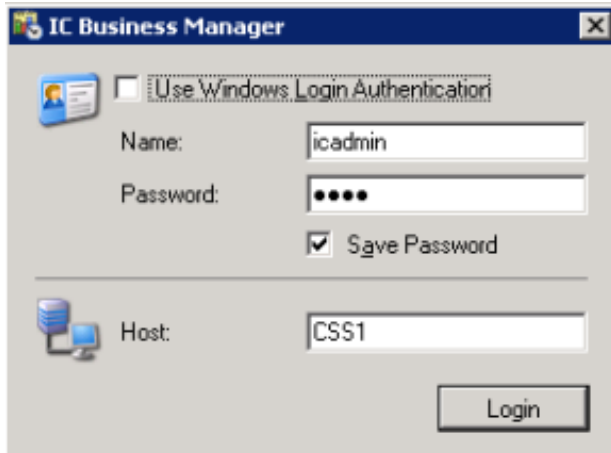 IC Business Manager
Use Windows Login Authentication
Name: icadmin
Password: ●●●●
Save Password
Host: CSS1
Login